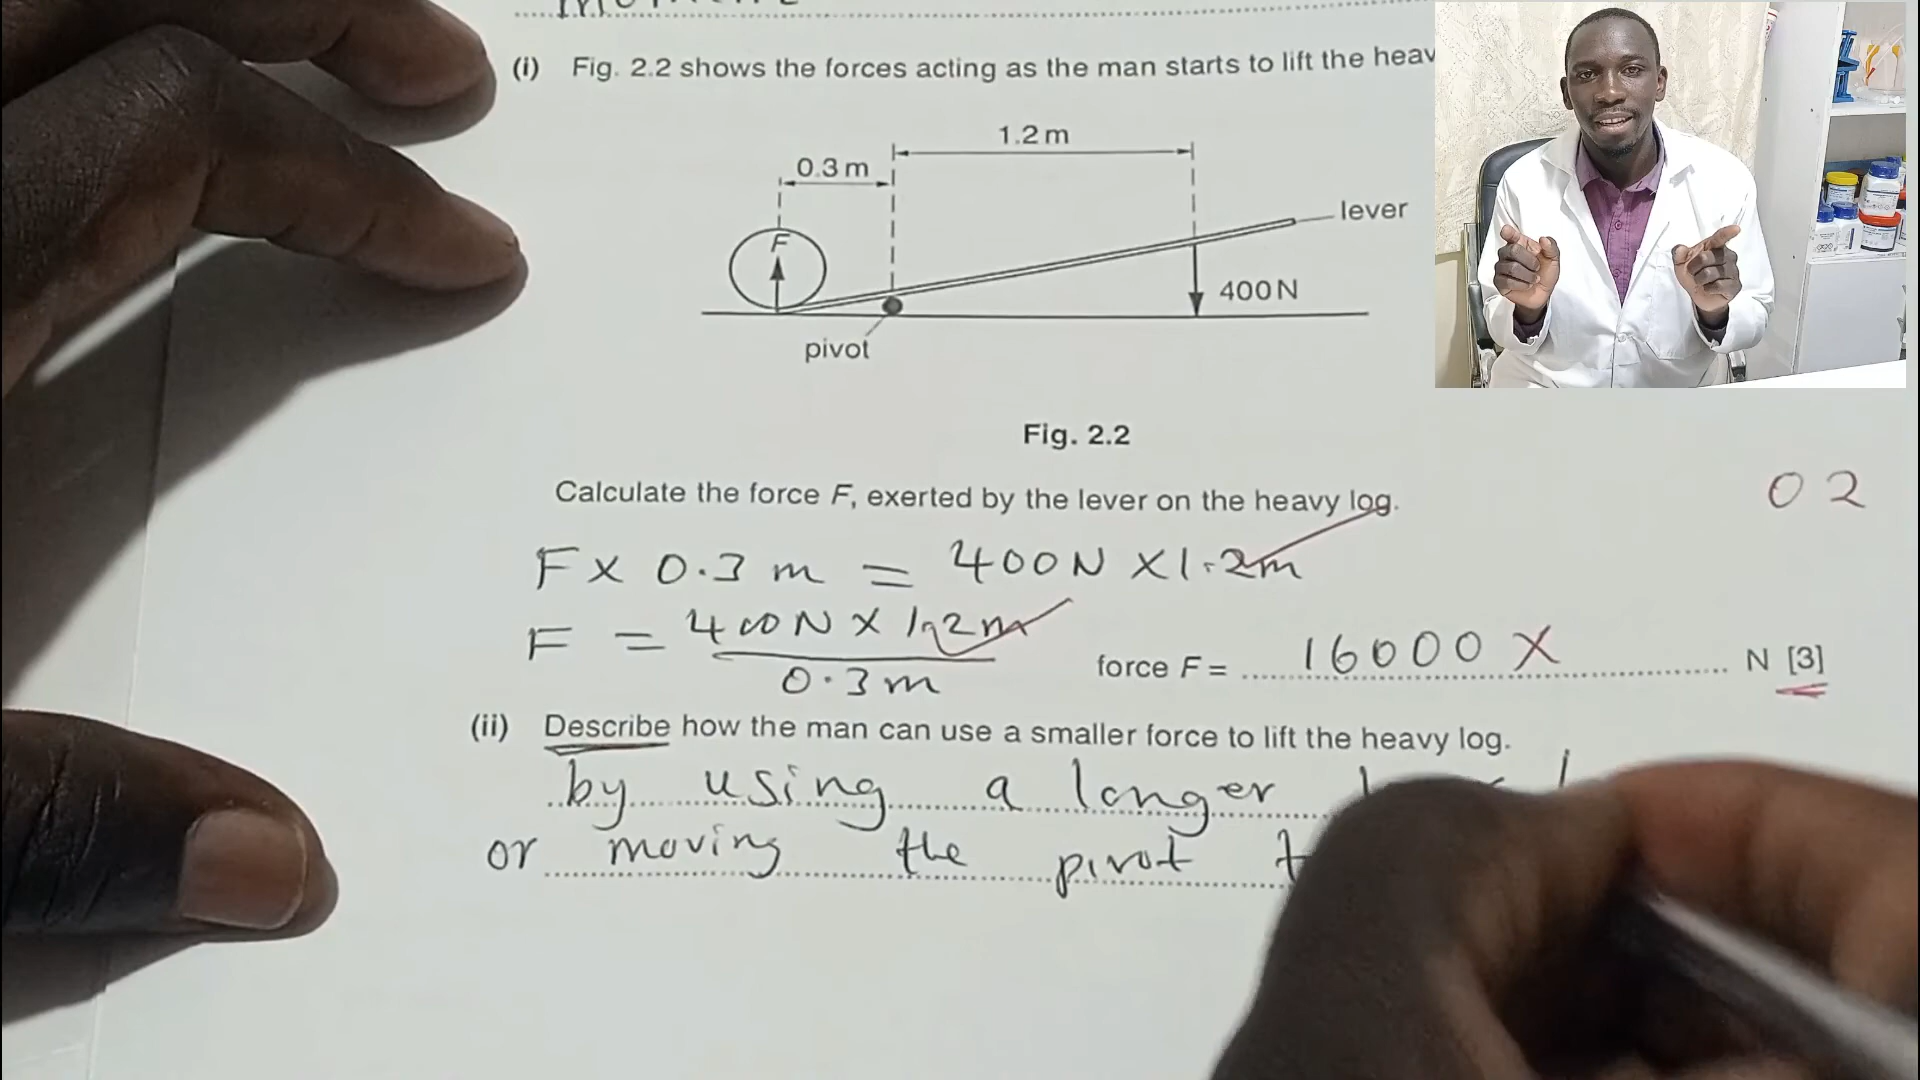 (i) Fig. 2.2 shows the forces acting as the man starts to lift the heav
1.2 m
0.3 m
lever
F
400 N
pivot
Fig. 2.2
Calculate the force F, exerted by the lever on the heavy log.
02
F x 0.3 m = 400N x 1.2m
F = 400N x 1.2m
0.3 m
force F = 16000 X N [3]
(ii) Describe how the man can use a smaller force to lift the heavy log.
by using a longer
or moving the pivot t